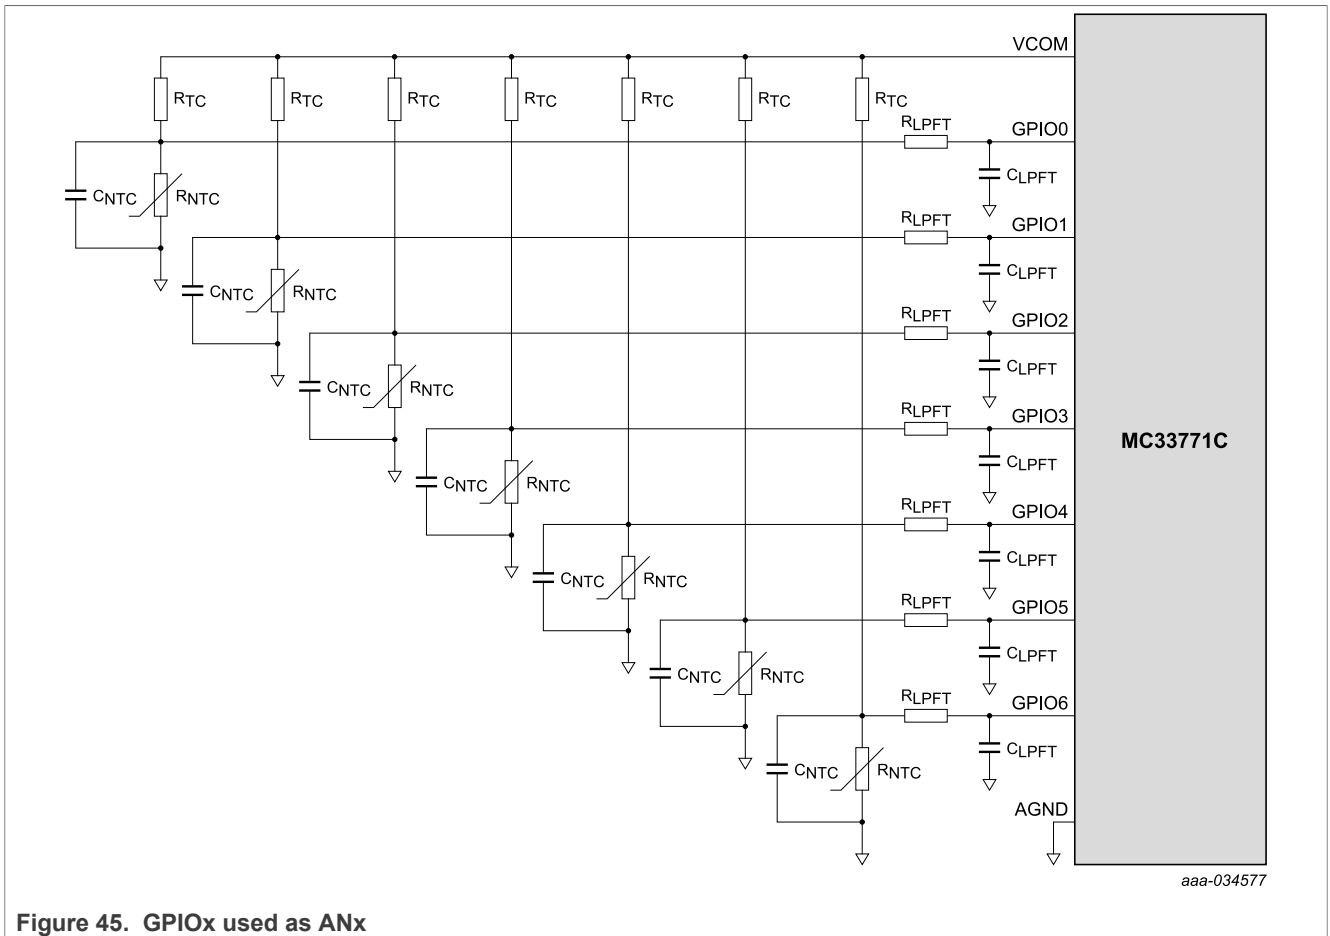 VCOM
RTC RTC RTC RTC RTC RTC RTC
RLPFT GPIO0
CLPFT
CNTC RNTC
RLPFT GPIO1
CLPFT
CNTC RNTC
RLPFT GPIO2
CLPFT
CNTC RNTC
RLPFT GPIO3
MC33771C
CLPFT
CNTC RNTC
RLPFT GPIO4
CLPFT
CNTC RNTC
RLPFT GPIO5
CLPFT
CNTC RNTC
RLPFT GPIO6
CLPFT
CNTC RNTC
AGND
aaa-034577
Figure 45. GPIOx used as ANx